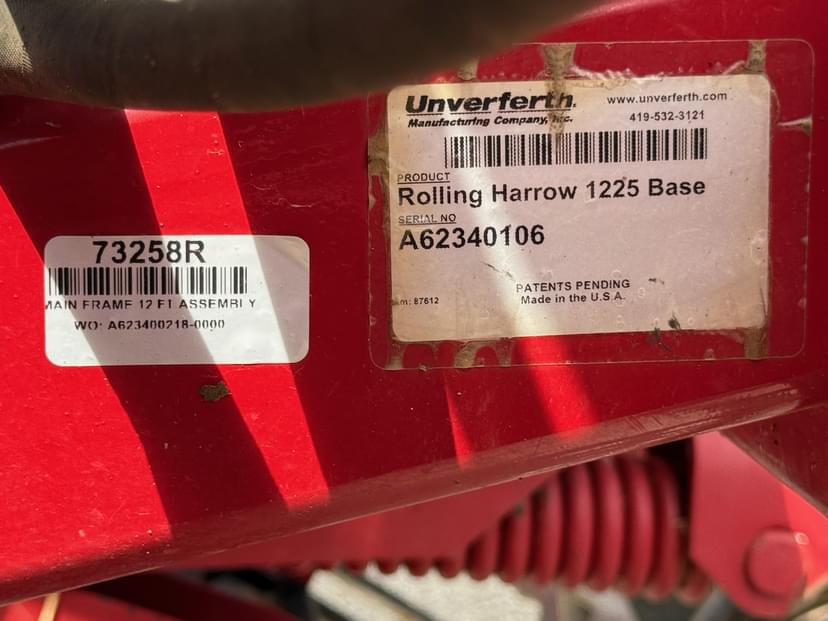 73258R
MAIN FRAME 12 FT ASSEMBLY
WO: A623400218-0000
Unverferth
Manufacturing Company, Inc.
www.unverferth.com
419-532-3121
PRODUCT
Rolling Harrow 1225 Base
SERIAL NO
A62340106
PATENTS PENDING
Made in the U.S.A.
87612